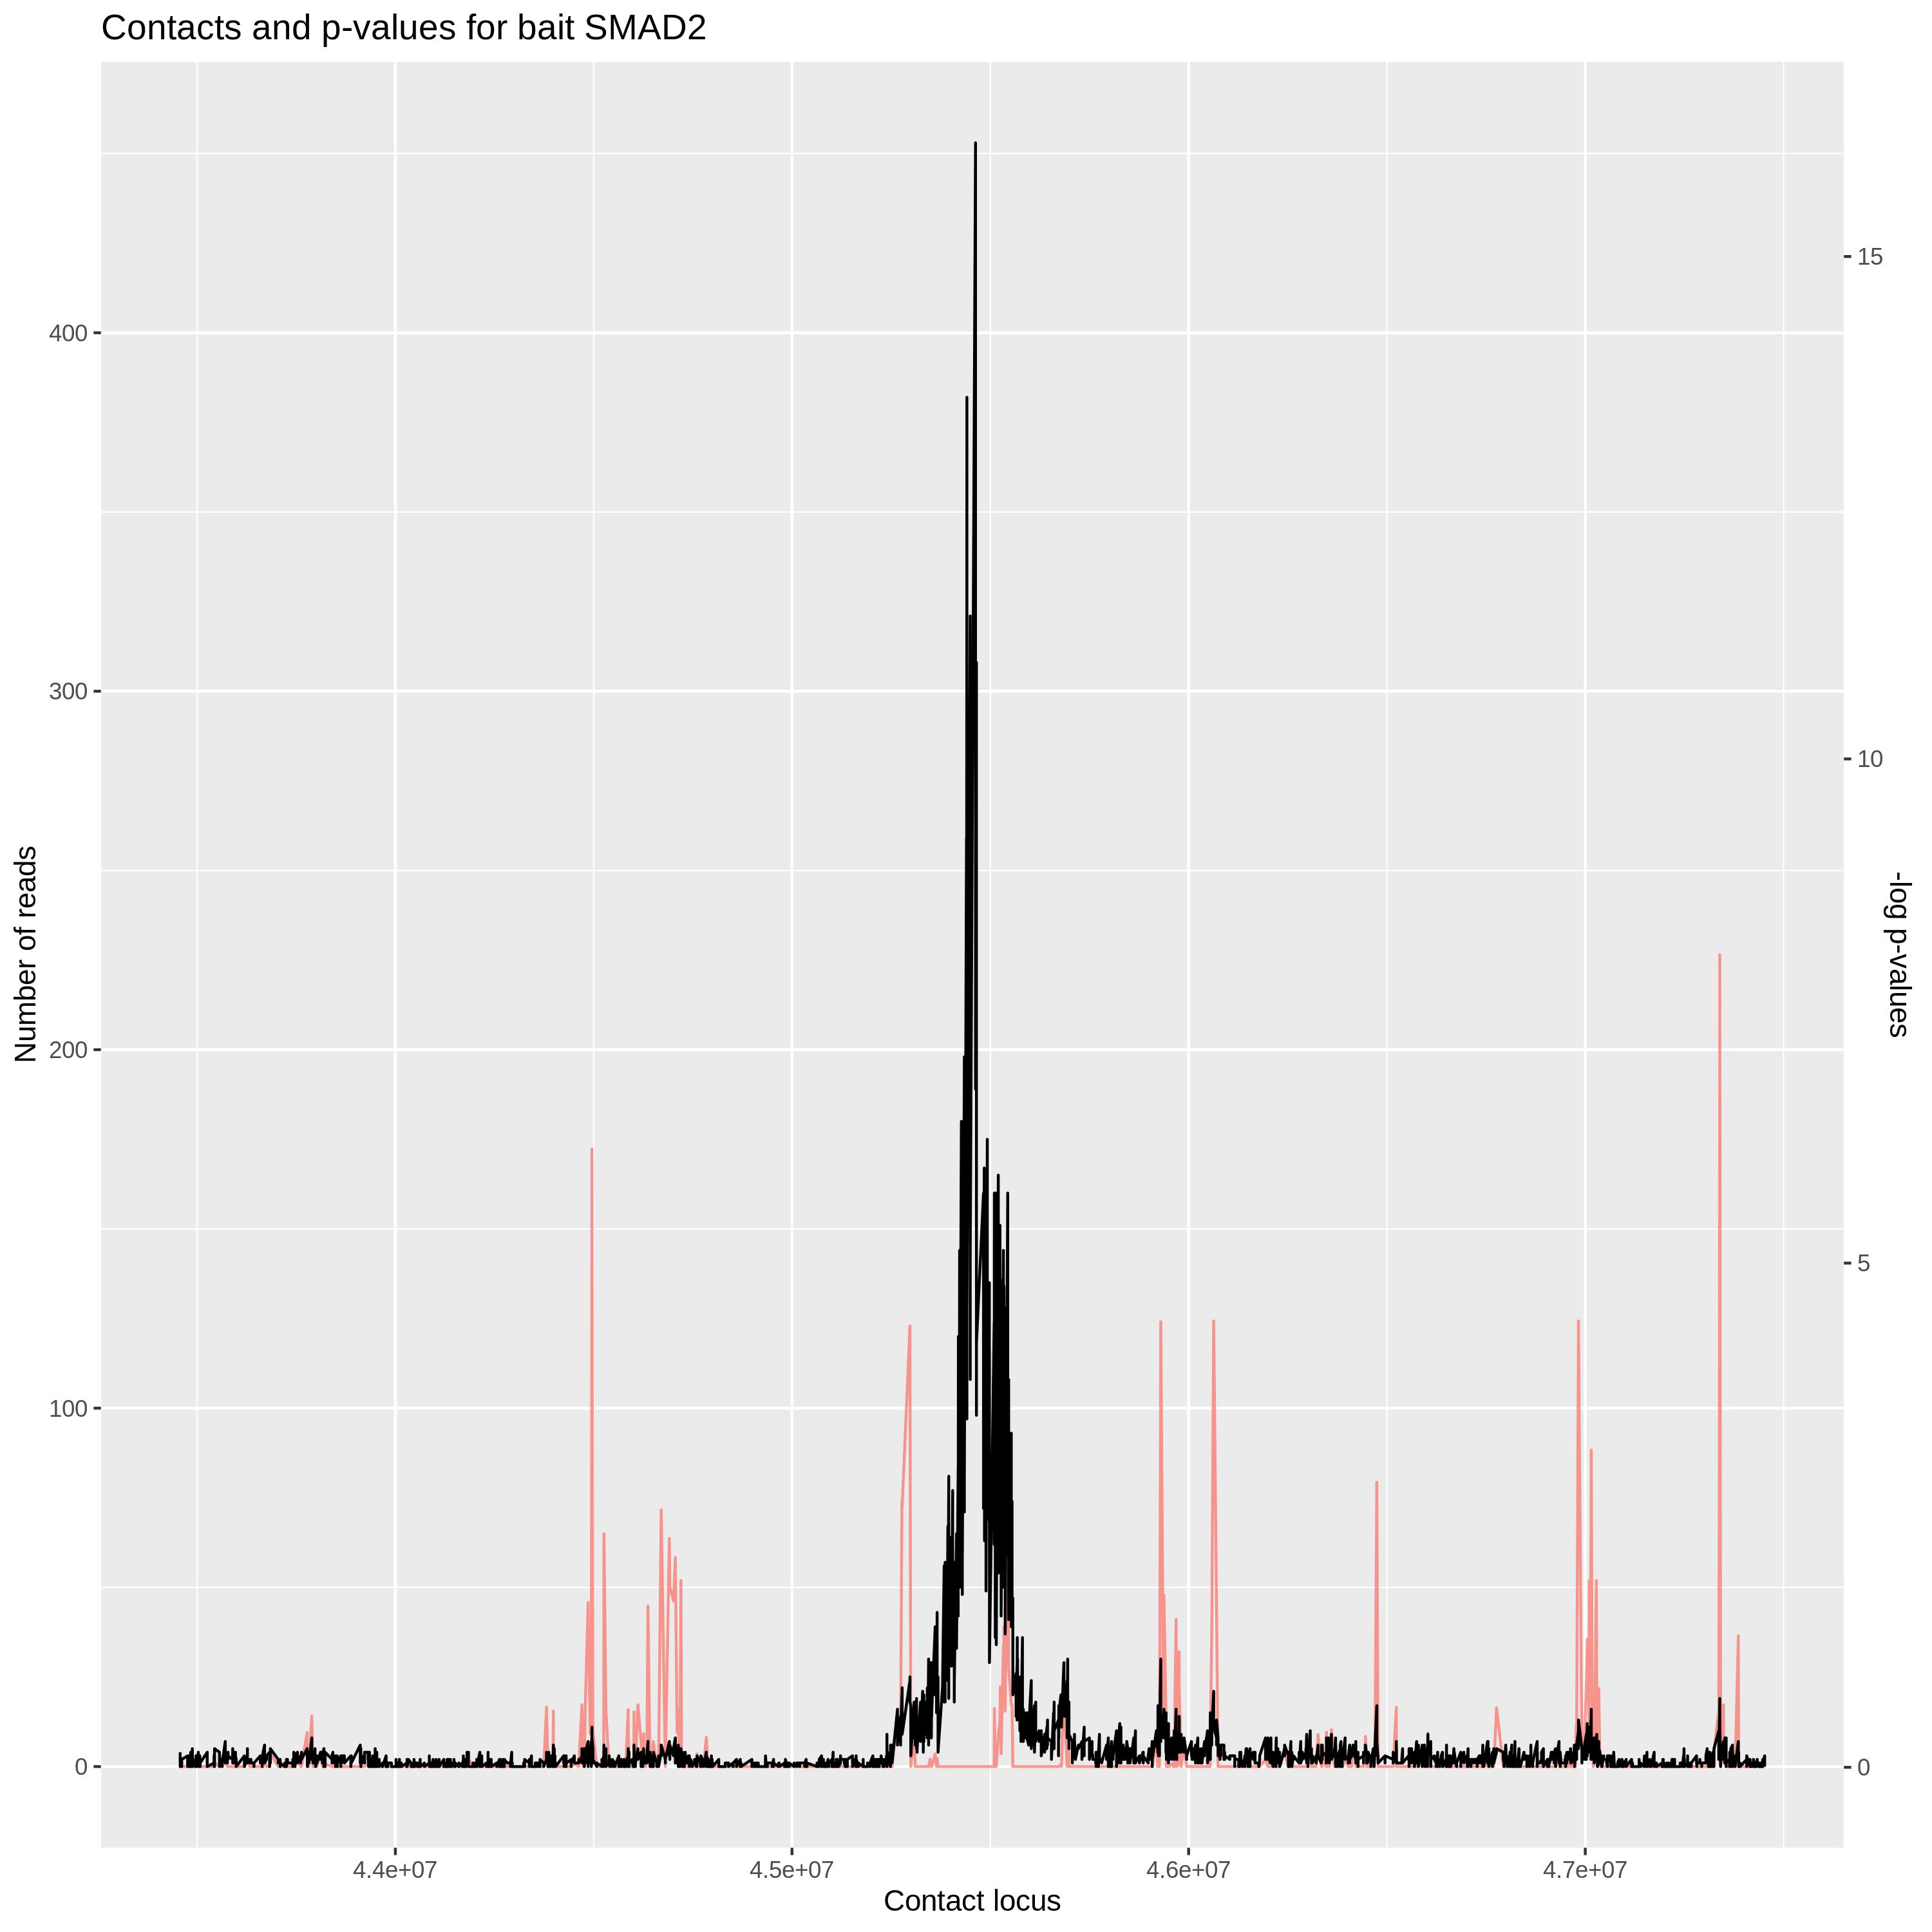 Contacts and p-values for bait SMAD2
Number of reads
400
300
200
100
0
15
10
5
0
-log p-values
4.4e+07
4.5e+07
4.6e+07
4.7e+07
Contact locus